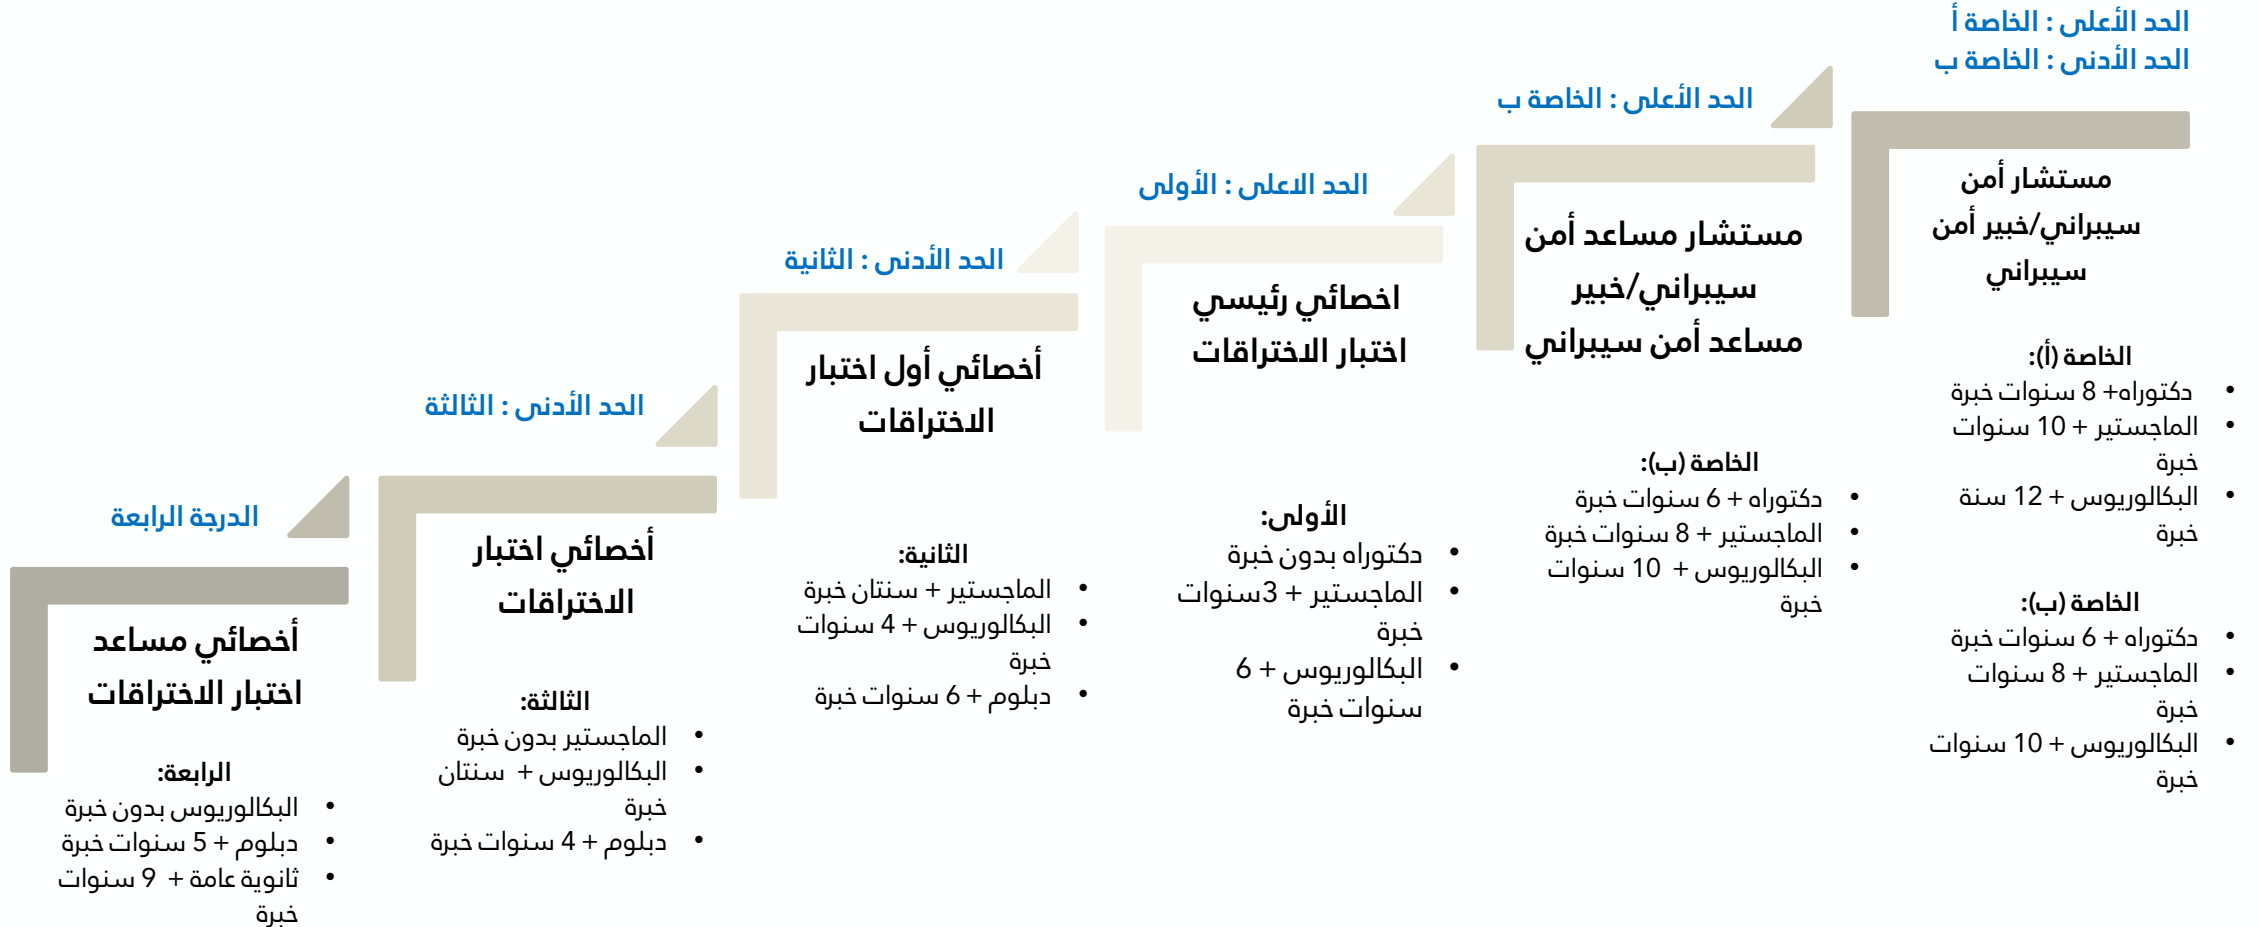 الحد الأعلى : الخاصة أ
الحد الأدنى : الخاصة ب
مستشار أمن
سيبراني/خبير أمن
سيبراني
الخاصة (أ):
• دكتوراه+ 8 سنوات خبرة
• الماجستير + 10 سنوات
خبرة
• البكالوريوس + 12 سنة
خبرة
الخاصة (ب):
• دكتوراه + 6 سنوات خبرة
• الماجستير + 8 سنوات
خبرة
• البكالوريوس + 10 سنوات
خبرة
الحد الأعلى : الخاصة ب
مستشار مساعد أمن
سيبراني/خبير
مساعد أمن سيبراني
الخاصة (ب):
• دكتوراه + 6 سنوات خبرة
• الماجستير + 8 سنوات خبرة
• البكالوريوس + 10 سنوات
خبرة
الحد الاعلى : الأولى
اخصائي رئيسي
اختبار الاختراقات
الأولى:
• دكتوراه بدون خبرة
• الماجستير + 3سنوات
خبرة
• البكالوريوس + 6
سنوات خبرة
الحد الأدنى : الثانية
أخصائي أول اختبار
الاختراقات
الثانية:
• الماجستير + سنتان خبرة
• البكالوريوس + 4 سنوات
خبرة
• دبلوم + 6 سنوات خبرة
الحد الأدنى : الثالثة
أخصائي اختبار
الاختراقات
الثالثة:
• الماجستير بدون خبرة
• البكالوريوس + سنتان
خبرة
• دبلوم + 4 سنوات خبرة
الدرجة الرابعة
أخصائي مساعد
اختبار الاختراقات
الرابعة:
• البكالوريوس بدون خبرة
• دبلوم + 5 سنوات خبرة
• ثانوية عامة + 9 سنوات
خبرة